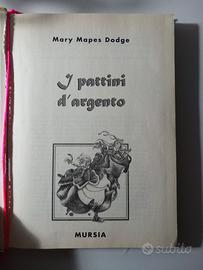 Mary Mapes Dodge
I pattini
d'argento
MURSIA
subito